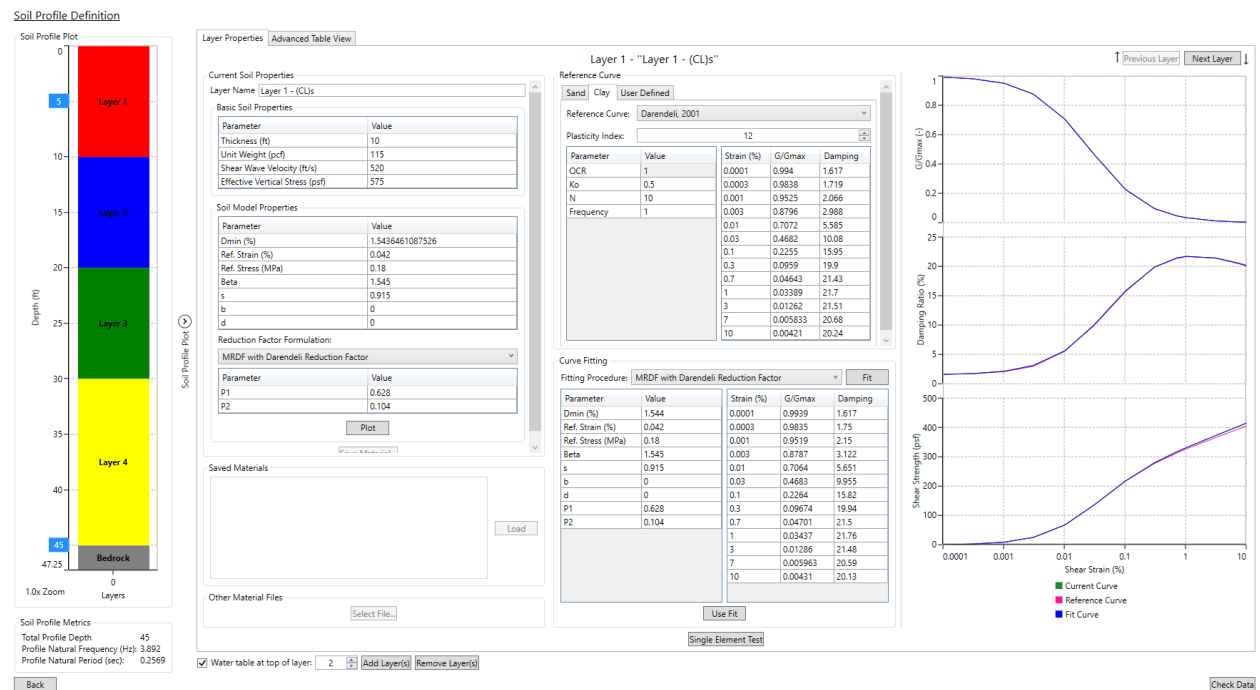 Soil Profile Definition
Soil Profile Plot
0
5
10
15
20
25
30
35
40
45
47.25
Depth (ft)
Layer 1
Layer 2
Layer 3
Layer 4
Bedrock
0
Layers
1.0x Zoom
Soil Profile Metrics
Total Profile Depth 45
Profile Natural Frequency (Hz): 3.892
Profile Natural Period (sec): 0.2569
Back
Soil Profile Plot
Layer Properties Advanced Table View
Layer 1 - "Layer 1 - (CL)s"
Previous Layer Next Layer
Current Soil Properties
Layer Name Layer 1 - (CL)s
Basic Soil Properties
Parameter Value
Thickness (ft) 10
Unit Weight (pcf) 115
Shear Wave Velocity (ft/s) 520
Effective Vertical Stress (psf) 575
Soil Model Properties
Parameter Value
Dmin (%) 1.5436461087526
Ref. Strain (%) 0.042
Ref. Stress (MPa) 0.18
Beta 1.545
s 0.915
b 0
d 0
Reduction Factor Formulation:
MRDF with Darendeli Reduction Factor
Parameter Value
P1 0.628
P2 0.104
Plot
Save Material
Saved Materials
Load
Other Material Files
Select File...
Water table at top of layer: 2 Add Layer(s) Remove Layer(s)
Reference Curve
Sand Clay User Defined
Reference Curve: Darendeli, 2001
Plasticity Index: 12
Parameter Value
OCR 1
Ko 0.5
N 10
Frequency 1
Strain (%) G/Gmax Damping
0.0001 0.994 1.617
0.0003 0.9838 1.719
0.001 0.9525 2.066
0.003 0.8796 2.988
0.01 0.7072 5.585
0.03 0.4682 10.08
0.1 0.2255 15.95
0.3 0.0959 19.9
0.7 0.04643 21.43
1 0.03389 21.7
3 0.01262 21.51
7 0.005833 20.68
10 0.00421 20.24
Curve Fitting
Fitting Procedure: MRDF with Darendeli Reduction Factor Fit
Parameter Value
Dmin (%) 1.544
Ref. Strain (%) 0.042
Ref. Stress (MPa) 0.18
Beta 1.545
s 0.915
b 0
d 0
P1 0.628
P2 0.104
Strain (%) G/Gmax Damping
0.0001 0.9939 1.617
0.0003 0.9835 1.75
0.001 0.9519 2.15
0.003 0.8787 3.122
0.01 0.7064 5.651
0.03 0.4683 9.955
0.1 0.2264 15.82
0.3 0.09674 19.94
0.7 0.04701 21.5
1 0.03437 21.76
3 0.01286 21.48
7 0.005963 20.59
10 0.00431 20.13
Use Fit
Single Element Test
G/Gmax (-)
1
0.8
0.6
0.4
0.2
0
Damping Ratio (%)
25
20
15
10
5
0
Shear Strength (psf)
500
400
300
200
100
0
0.0001 0.001 0.01 0.1 1 10
Shear Strain (%)
Current Curve
Reference Curve
Fit Curve
Check Data